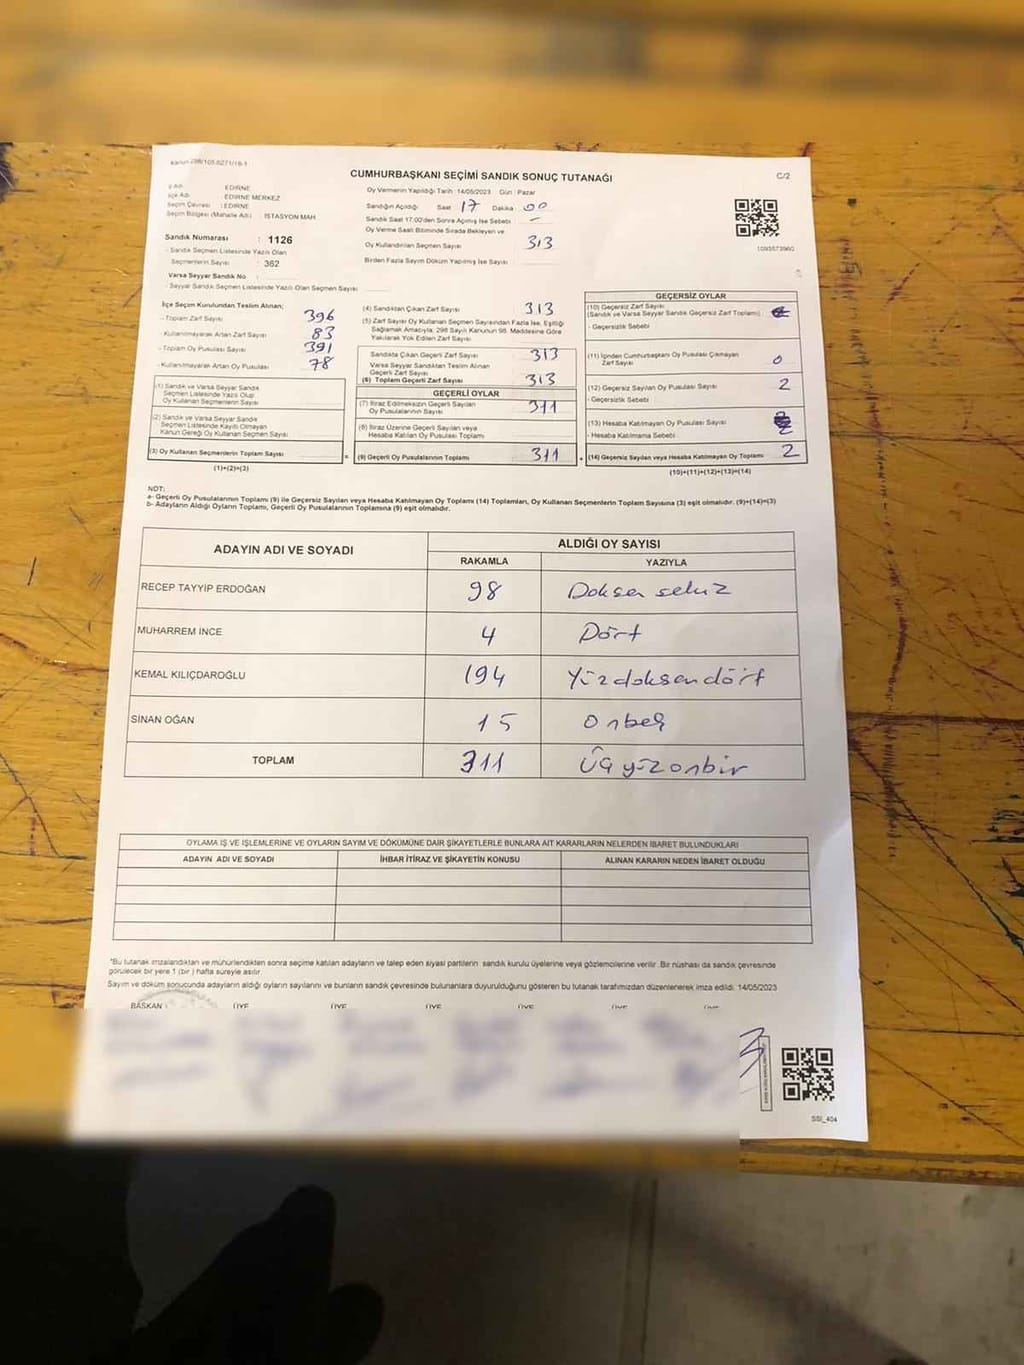 Kanun 298/105-6271/18-1
CUMHURBAŞKANI SEÇİMİ SANDIK SONUÇ TUTANAĞI
C/2
İl Adı : EDİRNE
İlçe Adı : EDİRNE MERKEZ
Seçim Çevresi : EDİRNE
Seçim Bölgesi (Mahalle Adı) : İSTASYON MAH.
Sandık Numarası : 1126
- Sandık Seçmen Listesinde Yazılı Olan
Seçmenlerin Sayısı : 362
Varsa Seyyar Sandık No :
- Seyyar Sandık Seçmen Listesinde Yazılı Olan Seçmen Sayısı
Oy Vermenin Yapıldığı Tarih : 14/05/2023 Gün : Pazar
Sandığın Açıldığı Saat 17 Dakika 00
Sandık Saat 17.00'den Sonra Açılmış İse Sebebi -
Oy Verme Saati Bitiminde Sırada Bekleyen ve
Oy Kullandırılan Seçmen Sayısı 313
Birden Fazla Sayım Döküm Yapılmış İse Sayısı
1093573960
İlçe Seçim Kurulundan Teslim Alınan;
- Toplam Zarf Sayısı 396
- Kullanılmayarak Artan Zarf Sayısı 83
- Toplam Oy Pusulası Sayısı 391
- Kullanılmayarak Artan Oy Pusulası 78
(1) Sandık ve Varsa Seyyar Sandık
Seçmen Listesinde Yazılı Olup
Oy Kullanan Seçmenlerin Sayısı
(2) Sandık ve Varsa Seyyar Sandık
Seçmen Listesinde Kayıtlı Olmayan
Kanun Gereği Oy Kullanan Seçmen Sayısı
(3) Oy Kullanan Seçmenlerin Toplam Sayısı
(1)+(2)=(3)
=
(4) Sandıktan Çıkan Zarf Sayısı 313
(5) Zarf Sayısı Oy Kullanan Seçmen Sayısından Fazla İse, Eşitliği
Sağlamak Amacıyla; 298 Sayılı Kanunun 98. Maddesine Göre
Yakılarak Yok Edilen Zarf Sayısı
Sandıkta Çıkan Geçerli Zarf Sayısı 313
Varsa Seyyar Sandıktan Teslim Alınan
Geçerli Zarf Sayısı
(6) Toplam Geçerli Zarf Sayısı 313
GEÇERLİ OYLAR
(7) İtiraz Edilmeksizin Geçerli Sayılan
Oy Pusulalarının Sayısı 311
(8) İtiraz Üzerine Geçerli Sayılan veya
Hesaba Katılan Oy Pusulası Toplamı
(9) Geçerli Oy Pusulalarının Toplamı 311
+
GEÇERSİZ OYLAR
(10) Geçersiz Zarf Sayısı
(Sandık ve Varsa Seyyar Sandık Geçersiz Zarf Toplamı)
- Geçersizlik Sebebi
(11) İçinden Cumhurbaşkanı Oy Pusulası Çıkmayan
Zarf Sayısı 0
(12) Geçersiz Sayılan Oy Pusulası Sayısı 2
- Geçersizlik Sebebi
(13) Hesaba Katılmayan Oy Pusulası Sayısı
- Hesaba Katılmama Sebebi
(14) Geçersiz Sayılan veya Hesaba Katılmayan Oy Toplamı 2
(10)+(11)+(12)+(13)=(14)
NOT:
a- Geçerli Oy Pusulalarının Toplamı (9) ile Geçersiz Sayılan veya Hesaba Katılmayan Oy Toplamı (14) Toplamları, Oy Kullanan Seçmenlerin Toplam Sayısına (3) eşit olmalıdır. (9)+(14)=(3)
b- Adayların Aldığı Oyların Toplamı, Geçerli Oy Pusulalarının Toplamına (9) eşit olmalıdır.
ADAYIN ADI VE SOYADI
ALDIĞI OY SAYISI
RAKAMLA YAZIYLA
RECEP TAYYİP ERDOĞAN 98 Doksan sekiz
MUHARREM İNCE 4 Dört
KEMAL KILIÇDAROĞLU 194 Yüzdoksandört
SİNAN OĞAN 15 Onbeş
TOPLAM 311 Üçyüzonbir
OYLAMA İŞ VE İŞLEMLERİNE VE OYLARIN SAYIM VE DÖKÜMÜNE DAİR ŞİKAYETLERLE BUNLARA AİT KARARLARIN NELERDEN İBARET BULUNDUKLARI
ADAYIN ADI VE SOYADI İHBAR İTİRAZ VE ŞİKAYETİN KONUSU ALINAN KARARIN NEDEN İBARET OLDUĞU
*Bu tutanak imzalandıktan ve mühürlendikten sonra seçime katılan adayların ve talep eden siyasi partilerin sandık kurulu üyelerine veya gözlemcilerine verilir. Bir nüshası da sandık çevresinde
görülecek bir yere 1 (bir) hafta süreyle asılır.
Sayım ve döküm sonucunda adayların aldığı oyların sayılarını ve bunların sandık çevresinde bulunanlara duyurulduğunu gösteren bu tutanak tarafımızdan düzenlenerek imza edildi. 14/05/2023
BAŞKAN : ÜYE ÜYE ÜYE ÜYE ÜYE ÜYE
SSI_404